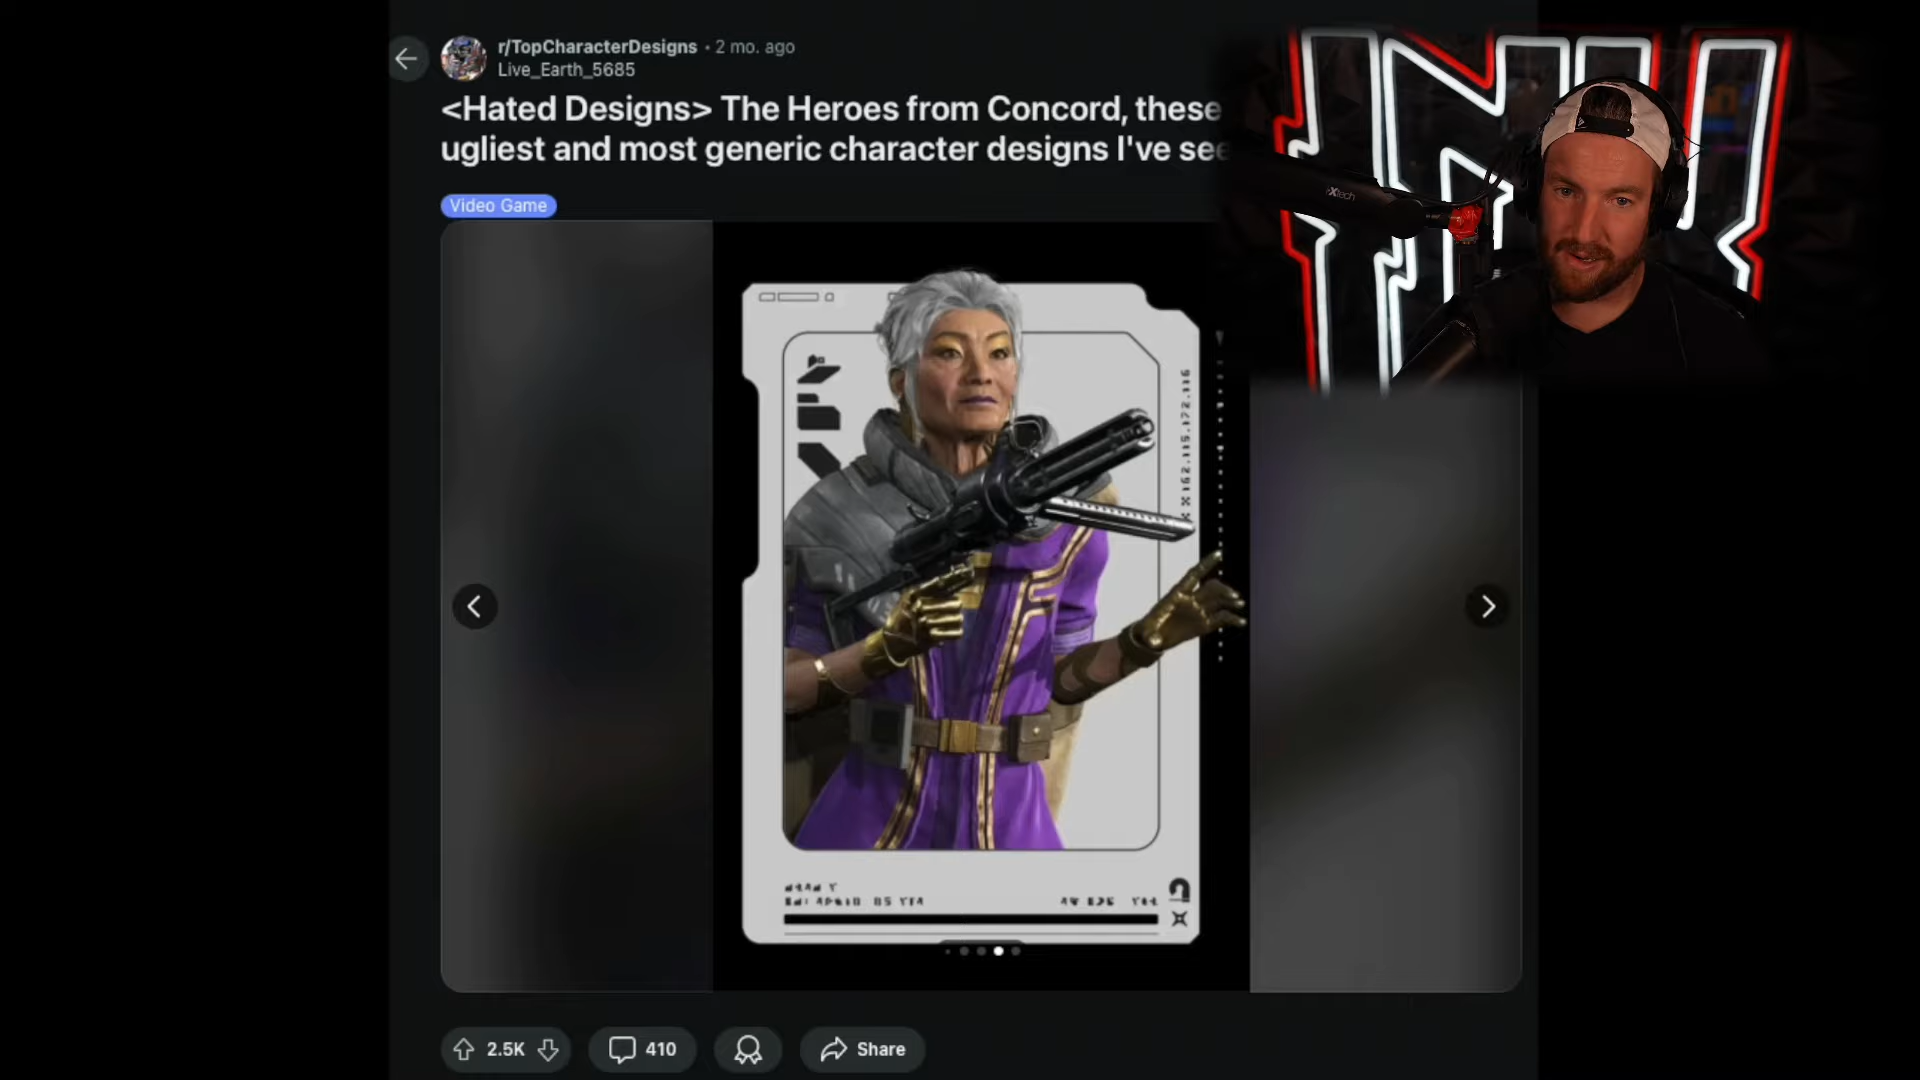 r/TopCharacterDesigns • 2 mo. ago
Live_Earth_5685
<Hated Designs> The Heroes from Concord, these
ugliest and most generic character designs I've see
Video Game
2.5K
410
Share